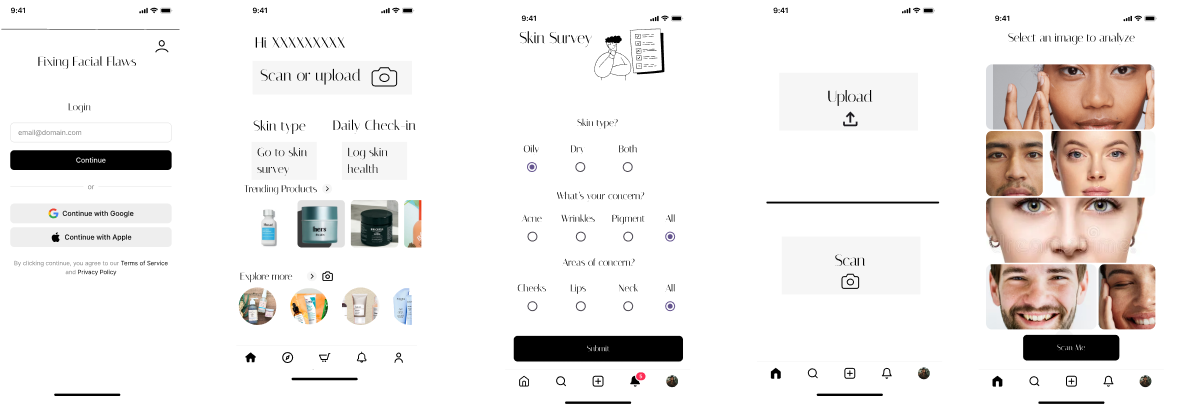 9:41
Fixing Facial Flaws
Login
email@domain.com
Continue
or
Continue with Google
Continue with Apple
By clicking continue, you agree to our Terms of Service
and Privacy Policy
9:41
Hi XXXXXXXXX
Scan or upload
Skin type
Daily Check-in
Go to skin
survey
Log skin
health
Trending Products
hers
Explore more
9:41
Skin Survey
Skin type?
Oily Dry Both
What's your concern?
Acne Wrinkles Pigment All
Areas of concern?
Cheeks Lips Neck All
Submit
9:41
Upload
Scan
9:41
Select an image to analyze
Scan Me